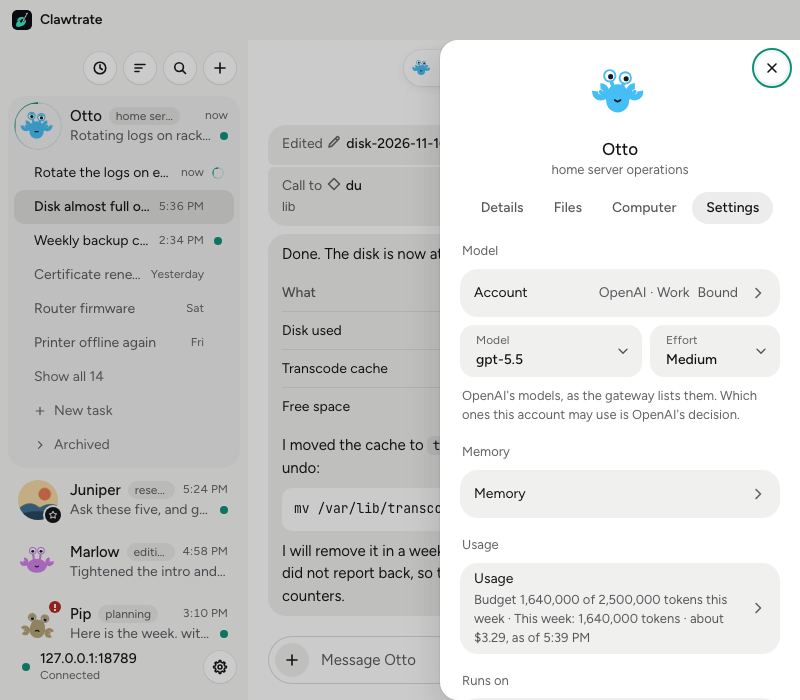 Clawtrate
Otto home ser... now
Rotating logs on rack...
Rotate the logs on e... now
Disk almost full o... 5:36 PM
Weekly backup c... 2:34 PM
Certificate rene... Yesterday
Router firmware Sat
Printer offline again Fri
Show all 14
New task
Archived
Juniper rese... 5:24 PM
Ask these five, and g...
Marlow editi... 4:58 PM
Tightened the intro and...
Pip planning 3:10 PM
Here is the week. wit...
127.0.0.1:18789
Connected
Edited disk-2026-11-1
Call to du
lib
Done. The disk is now at
What
Disk used
Transcode cache
Free space
I moved the cache to
undo:
mv /var/lib/transco
I will remove it in a week
did not report back, so t
counters.
Message Otto
Otto
home server operations
Details Files Computer Settings
Model
Account OpenAI · Work Bound
Model
gpt-5.5
Effort
Medium
OpenAI's models, as the gateway lists them. Which
ones this account may use is OpenAI's decision.
Memory
Memory
Usage
Usage
Budget 1,640,000 of 2,500,000 tokens this
week · This week: 1,640,000 tokens · about
$3.29, as of 5:39 PM
Runs on